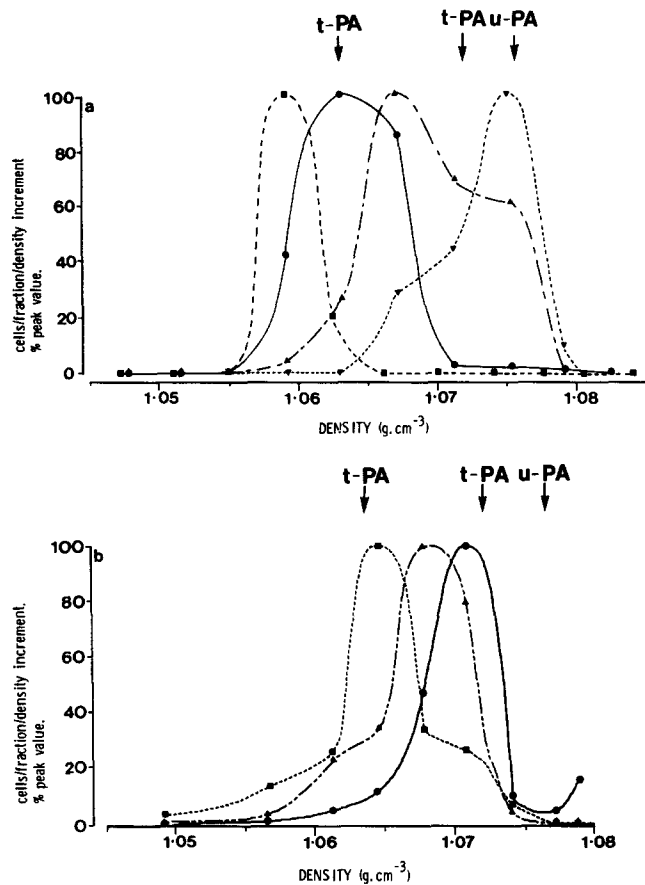 t-PA t-PA u-PA
a
100
80
60
40
20
0
cells/fraction/density increment
% peak value.
1·05 1·06 1·07 1·08
DENSITY (g.cm⁻³)
t-PA t-PA u-PA
b
100
80
60
40
20
0
cells/fraction/density increment.
% peak value.
1·05 1·06 1·07 1·08
DENSITY (g.cm⁻³)